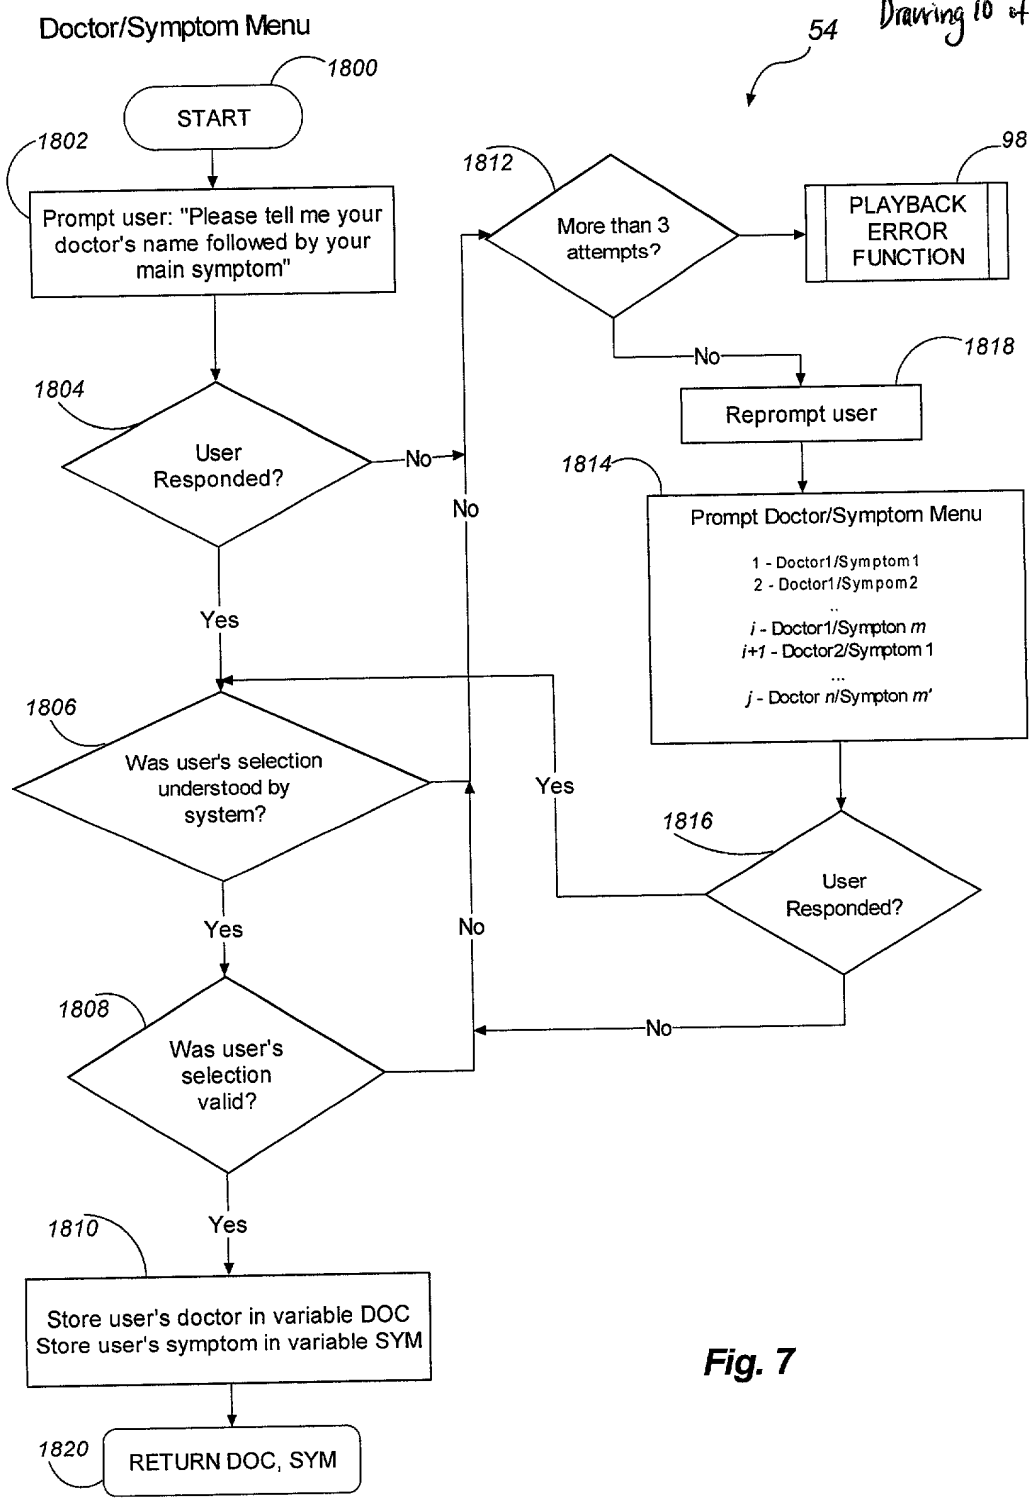 Doctor/Symptom Menu
Drawing 10 of
54
1800
START
1802
Prompt user: "Please tell me your
doctor's name followed by your
main symptom"
1804
User
Responded?
No
Yes
1806
Was user's selection
understood by
system?
No
Yes
1808
Was user's
selection
valid?
No
Yes
1810
Store user's doctor in variable DOC
Store user's symptom in variable SYM
1820
RETURN DOC, SYM
1812
More than 3
attempts?
98
PLAYBACK
ERROR
FUNCTION
No
1818
Reprompt user
1814
Prompt Doctor/Symptom Menu
1 - Doctor1/Symptom1
2 - Doctor1/Sympom2
..
i - Doctor1/Sympton m
i+1 - Doctor2/Symptom 1
...
j - Doctor n/Sympton m'
1816
User
Responded?
Yes
No
Fig. 7